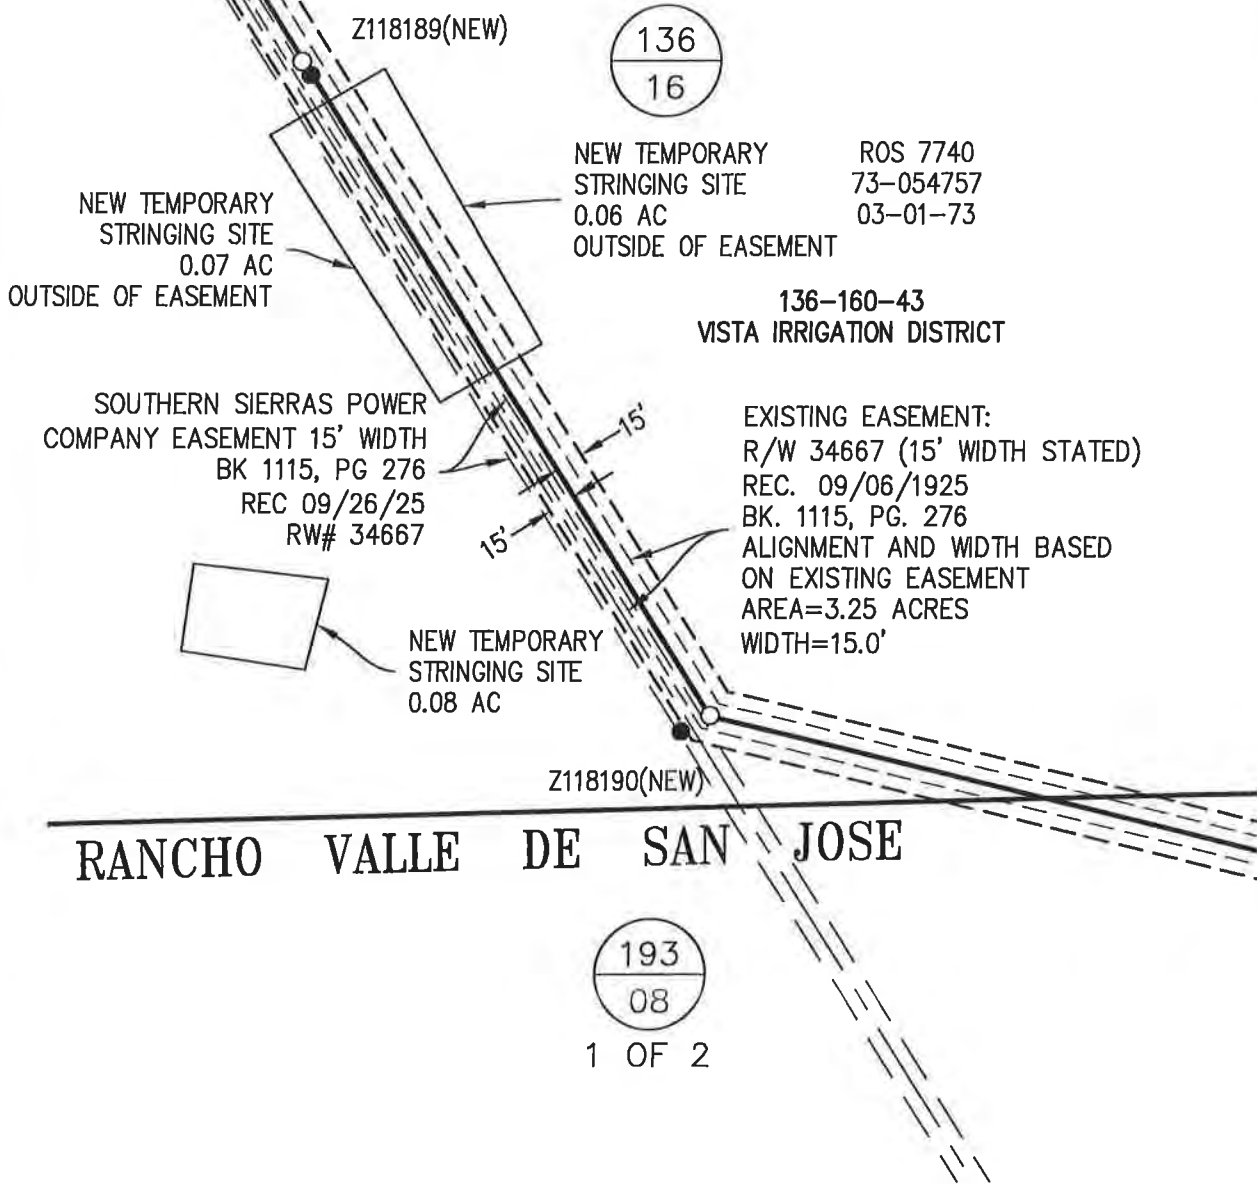 Z118189(NEW)
136
16
NEW TEMPORARY
STRINGING SITE
0.06 AC
OUTSIDE OF EASEMENT
ROS 7740
73-054757
03-01-73
NEW TEMPORARY
STRINGING SITE
0.07 AC
OUTSIDE OF EASEMENT
136-160-43
VISTA IRRIGATION DISTRICT
SOUTHERN SIERRAS POWER
COMPANY EASEMENT 15' WIDTH
BK 1115, PG 276
REC 09/26/25
RW# 34667
15'
15'
EXISTING EASEMENT:
R/W 34667 (15' WIDTH STATED)
REC. 09/06/1925
BK. 1115, PG. 276
ALIGNMENT AND WIDTH BASED
ON EXISTING EASEMENT
AREA=3.25 ACRES
WIDTH=15.0'
NEW TEMPORARY
STRINGING SITE
0.08 AC
Z118190(NEW)
RANCHO VALLE DE SAN JOSE
193
08
1 OF 2